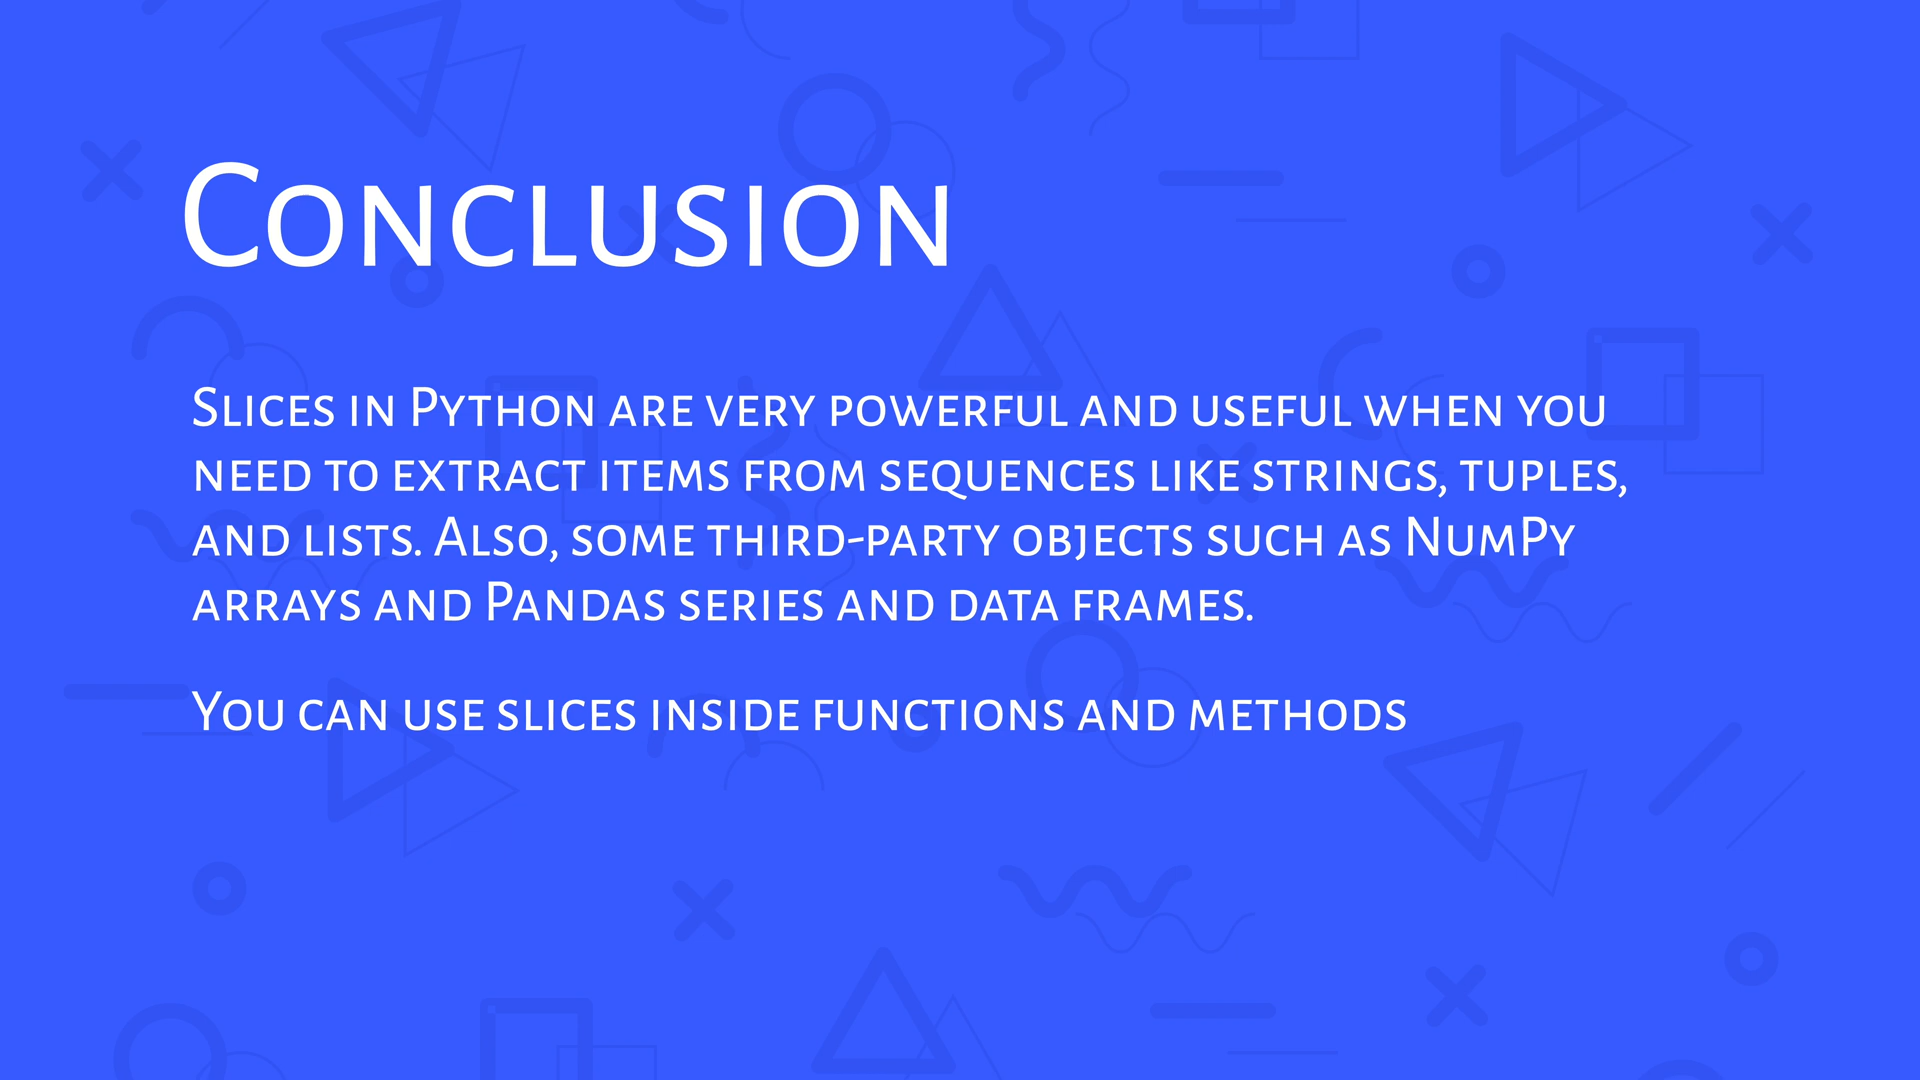 Conclusion
Slices in Python are very powerful and useful when you
need to extract items from sequences like strings, tuples,
and lists. Also, some third-party objects such as NumPy
arrays and Pandas series and data frames.
You can use slices inside functions and methods